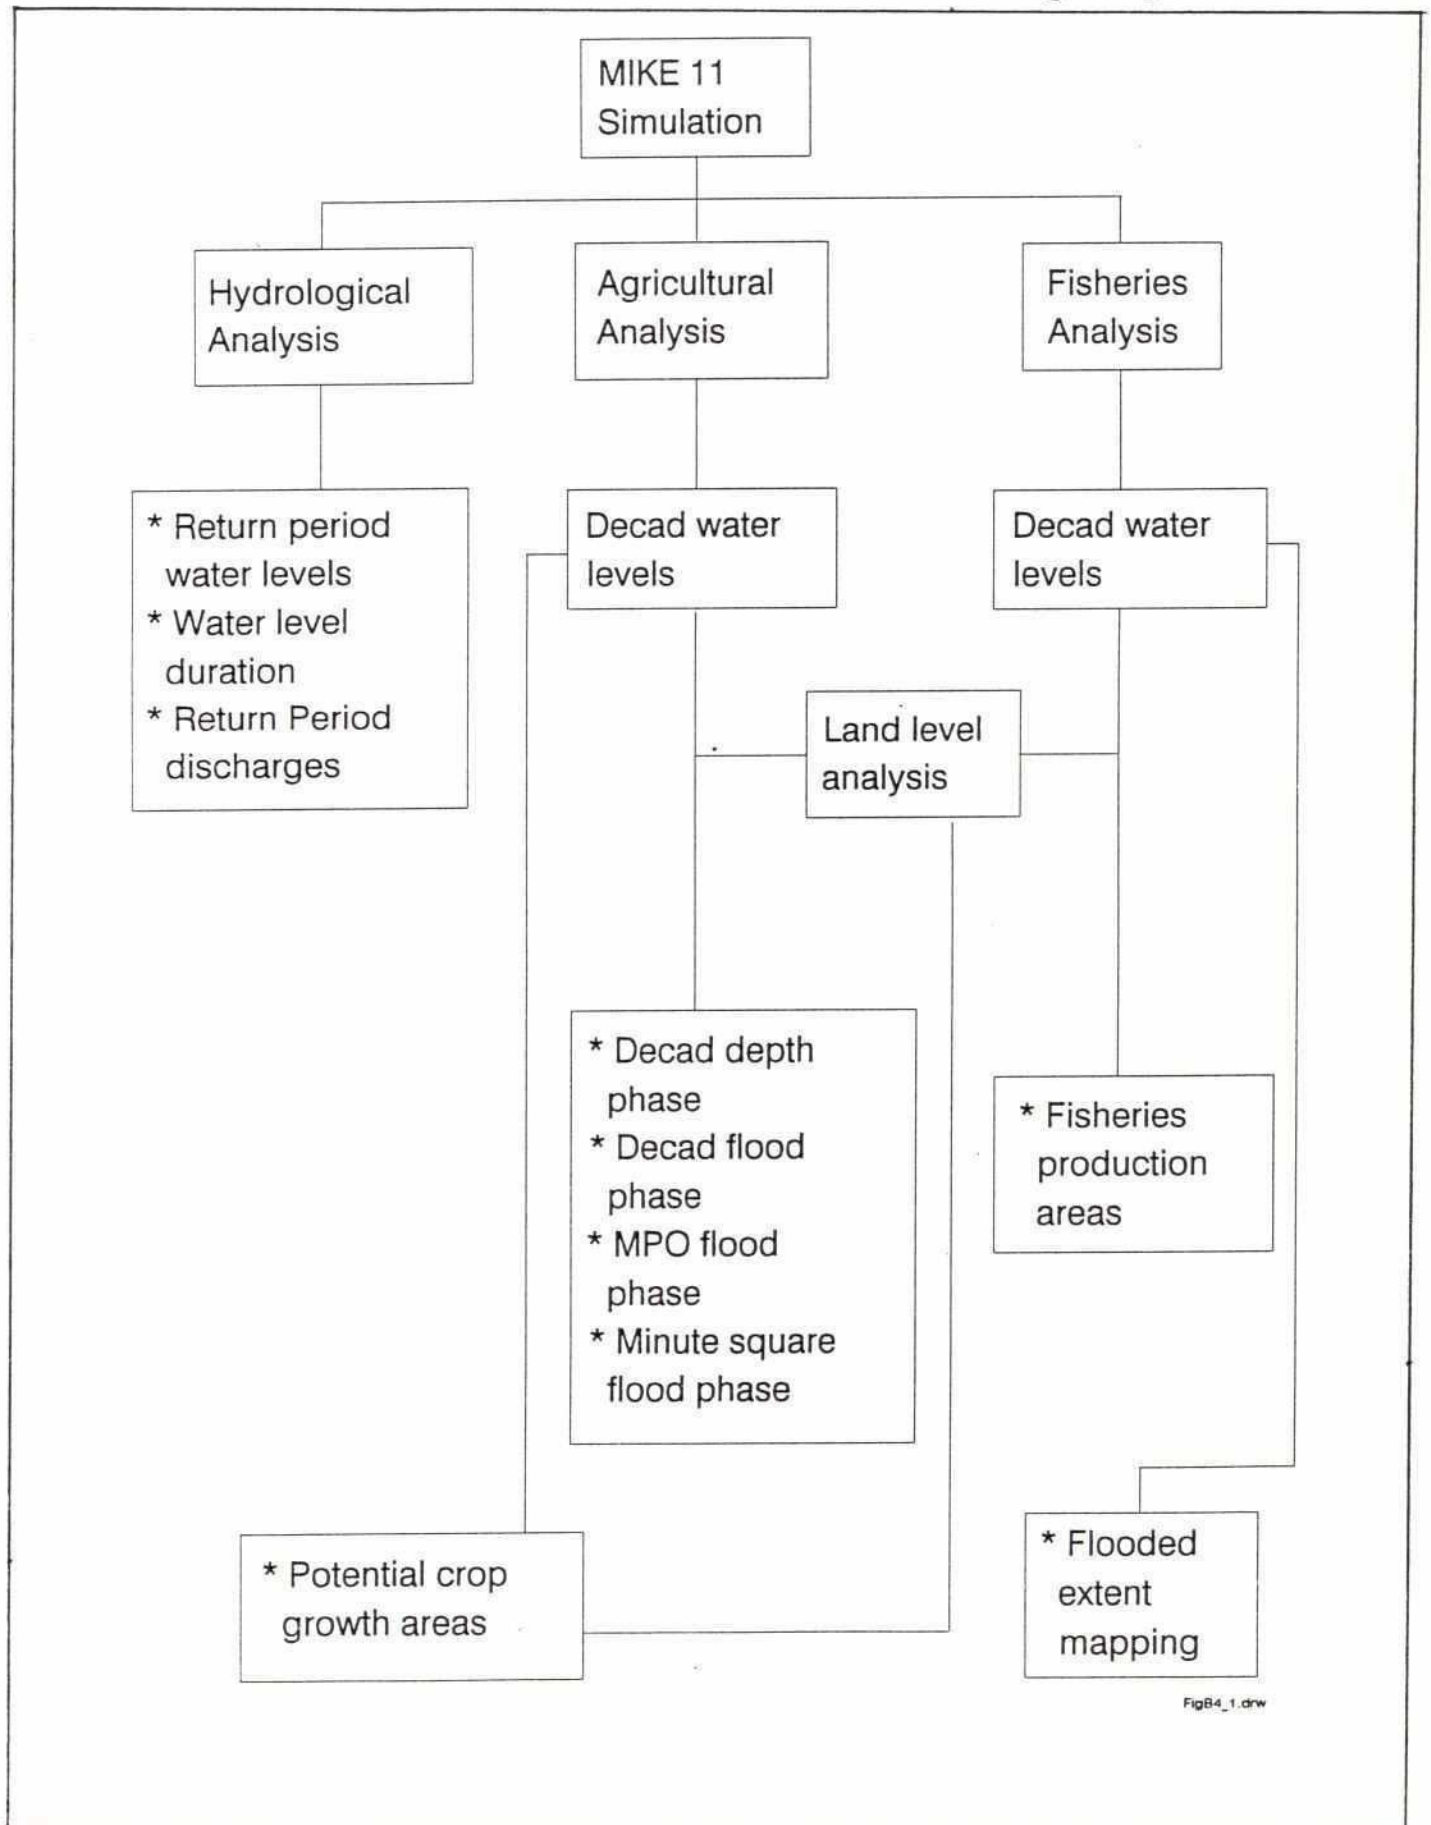 MIKE 11
Simulation
Hydrological
Analysis
Agricultural
Analysis
Fisheries
Analysis
* Return period
water levels
* Water level
duration
* Return Period
discharges
Decad water
levels
Decad water
levels
Land level
analysis
* Decad depth
phase
* Decad flood
phase
* MPO flood
phase
* Minute square
flood phase
* Fisheries
production
areas
* Potential crop
growth areas
* Flooded
extent
mapping
FigB4_1.drw